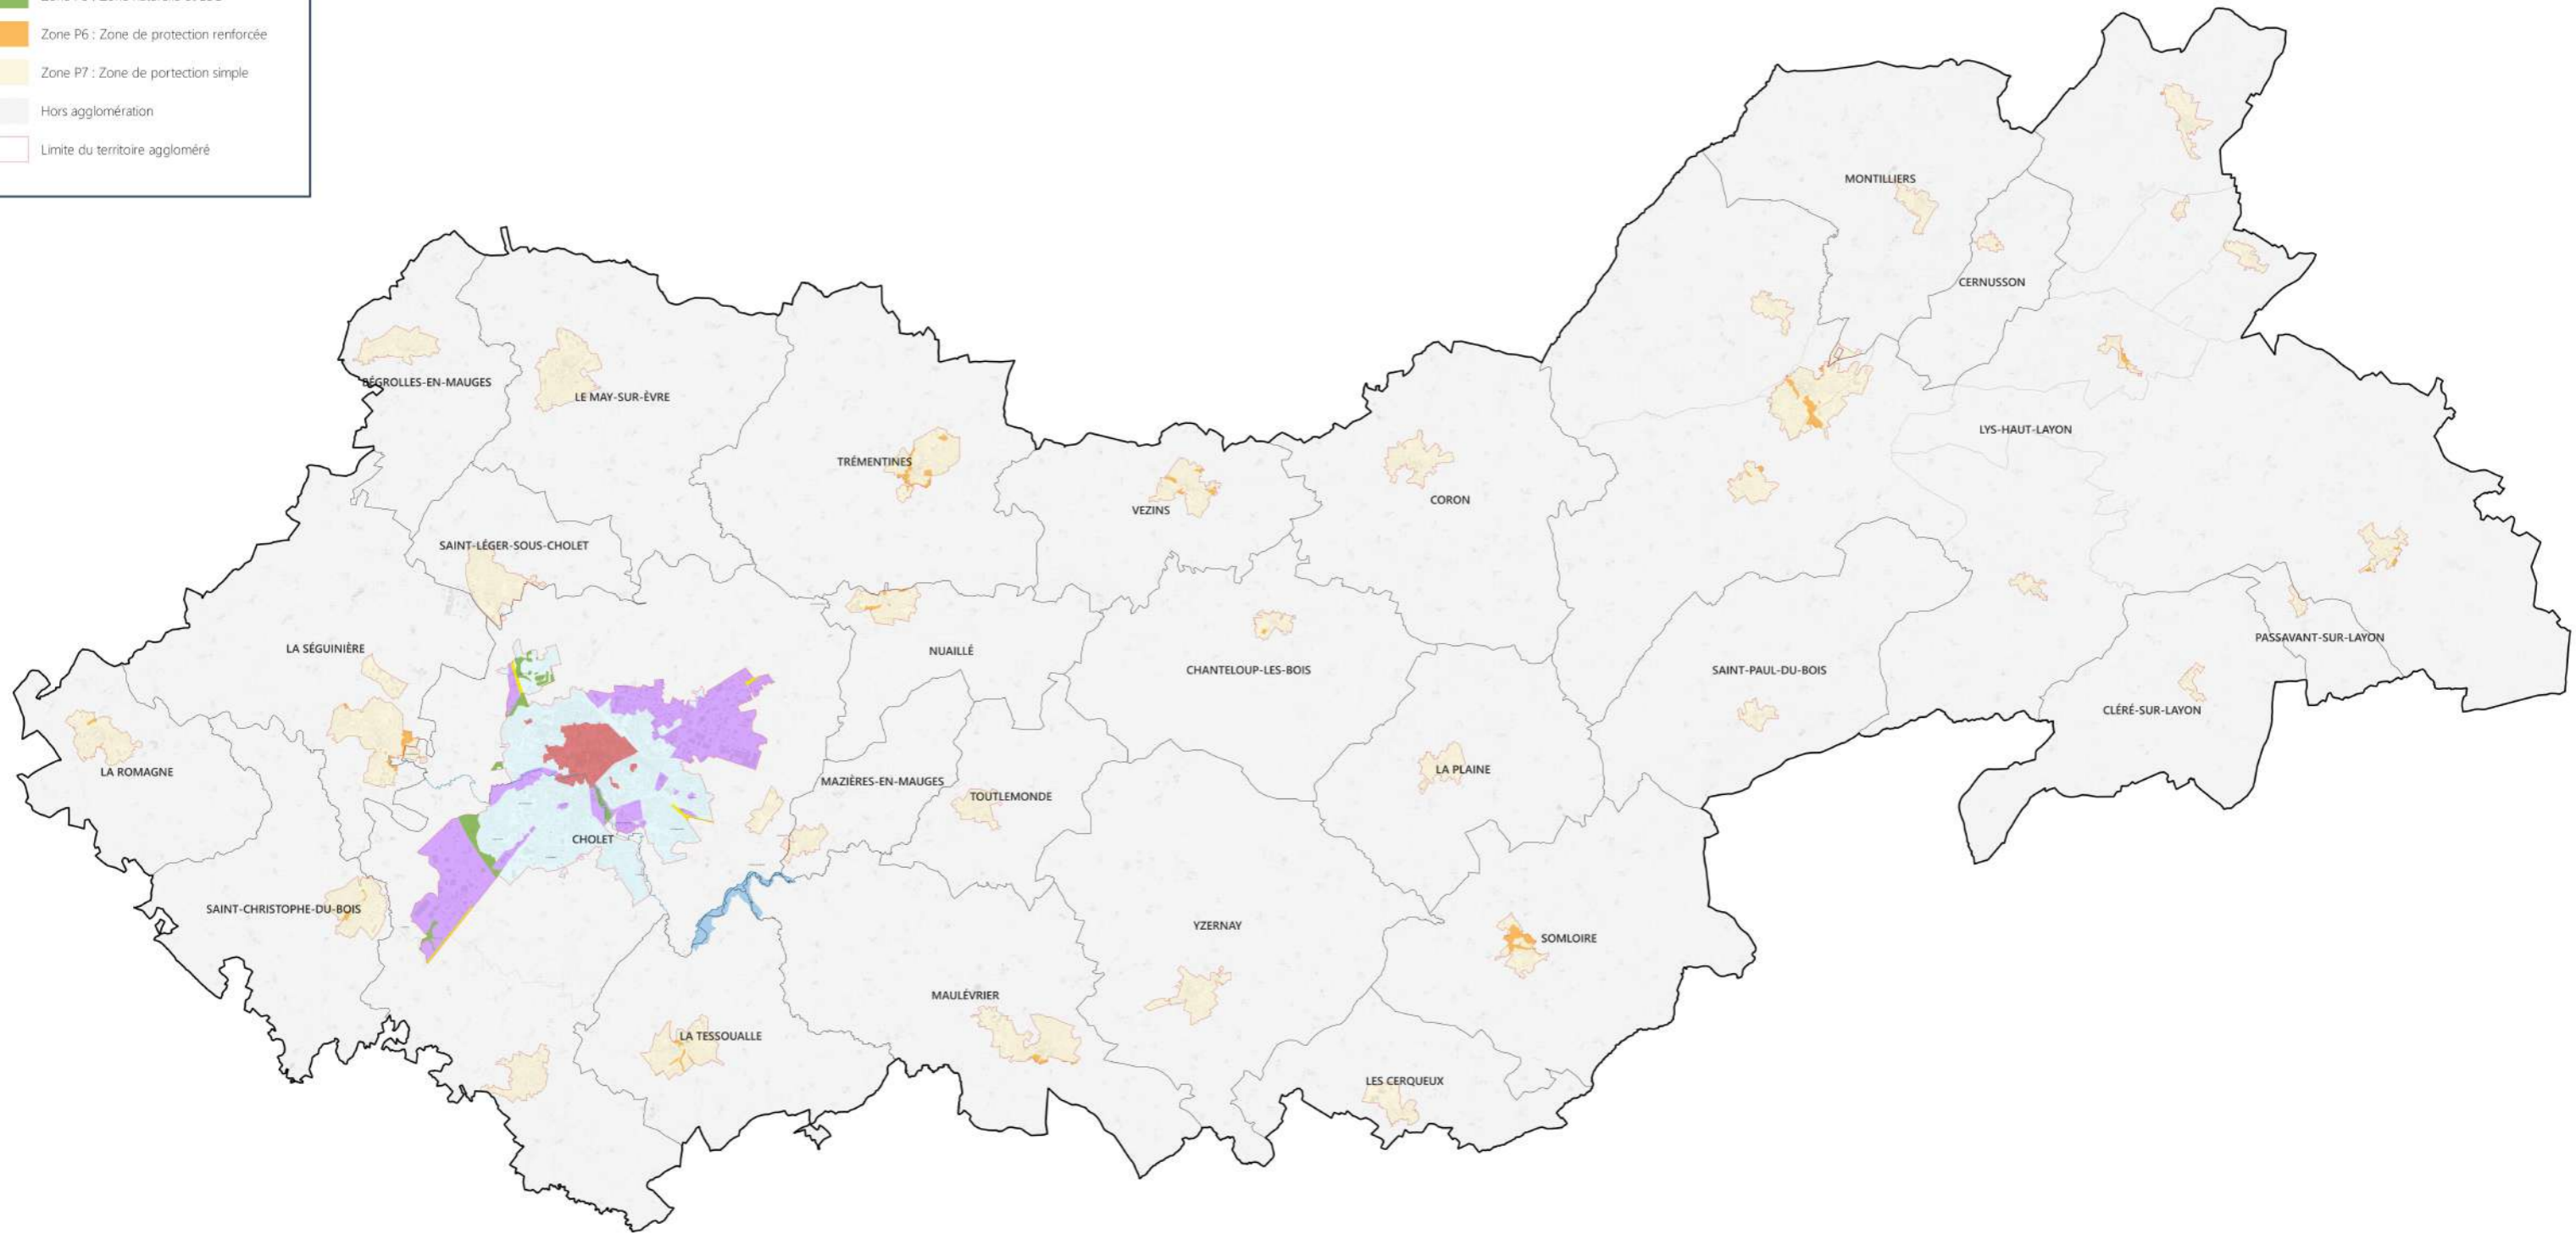 Zone P6 : Zone de protection renforcée
Zone P7 : Zone de portection simple
Hors agglomération
Limite du territoire aggloméré
MONTILLIERS
CERNUSSON
BÉGROLLES-EN-MAUGES
LE MAY-SUR-ÈVRE
LYS-HAUT-LAYON
TRÉMENTINES
VEZINS
CORON
SAINT-LÉGER-SOUS-CHOLET
LA SÉGUINIÈRE
NUAILLÉ
CHANTELOUP-LES-BOIS
SAINT-PAUL-DU-BOIS
PASSAVANT-SUR-LAYON
CLÉRÉ-SUR-LAYON
LA ROMAGNE
MAZIÈRES-EN-MAUGES
TOUTLEMONDE
LA PLAINE
CHOLET
SAINT-CHRISTOPHE-DU-BOIS
YZERNAY
SOMLOIRE
MAULÉVRIER
LA TESSOUALLE
LES CERQUEUX